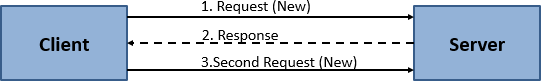 1. Request (New)
Client
2. Response
Server
3.Second Request (New)